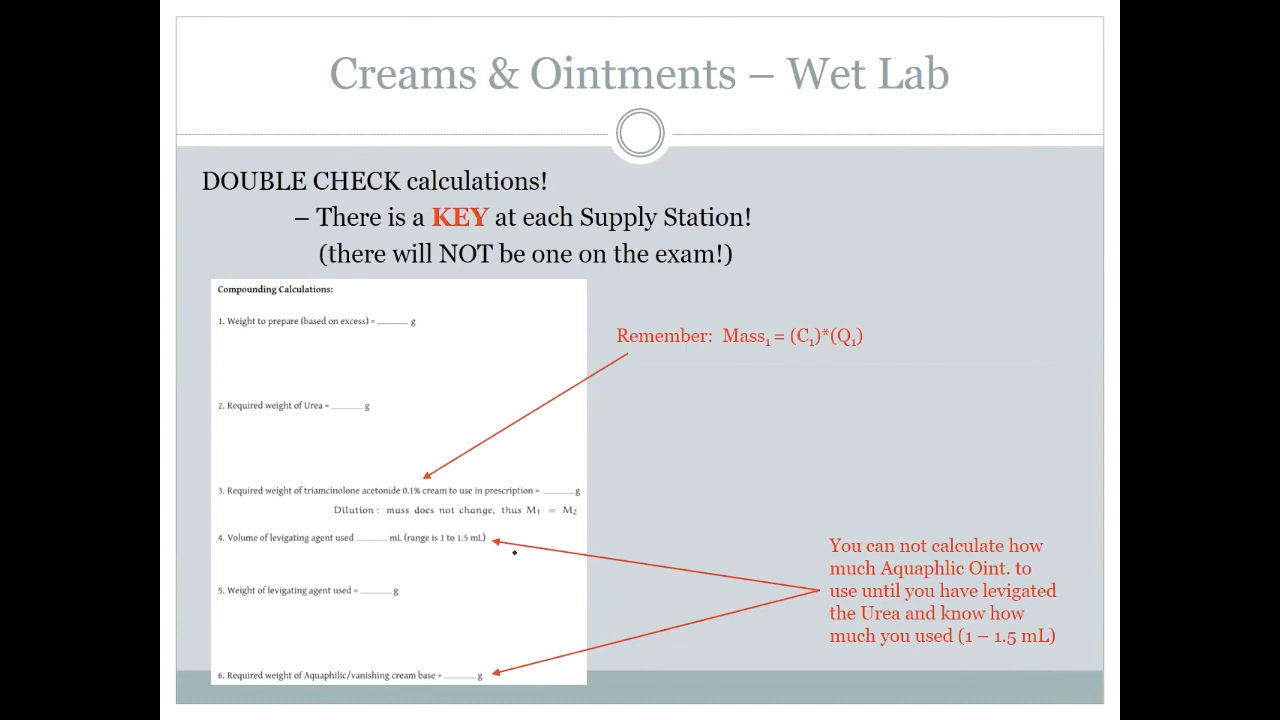 Creams & Ointments – Wet Lab
DOUBLE CHECK calculations!
– There is a KEY at each Supply Station!
(there will NOT be one on the exam!)
Compounding Calculations:
1. Weight to prepare (based on excess) = ______ g
Remember: Mass₁ = (C₁)*(Q₁)
2. Required weight of Urea = ______ g
3. Required weight of triamcinolone acetonide 0.1% cream to use in prescription = ______ g
Dilution: mass does not change, thus M₁ = M₂
4. Volume of levigating agent used ______ mL (range is 1 to 1.5 mL)
5. Weight of levigating agent used = ______ g
6. Required weight of Aquaphilic/vanishing cream base = ______ g
You can not calculate how
much Aquaphlic Oint. to
use until you have levigated
the Urea and know how
much you used (1 – 1.5 mL)